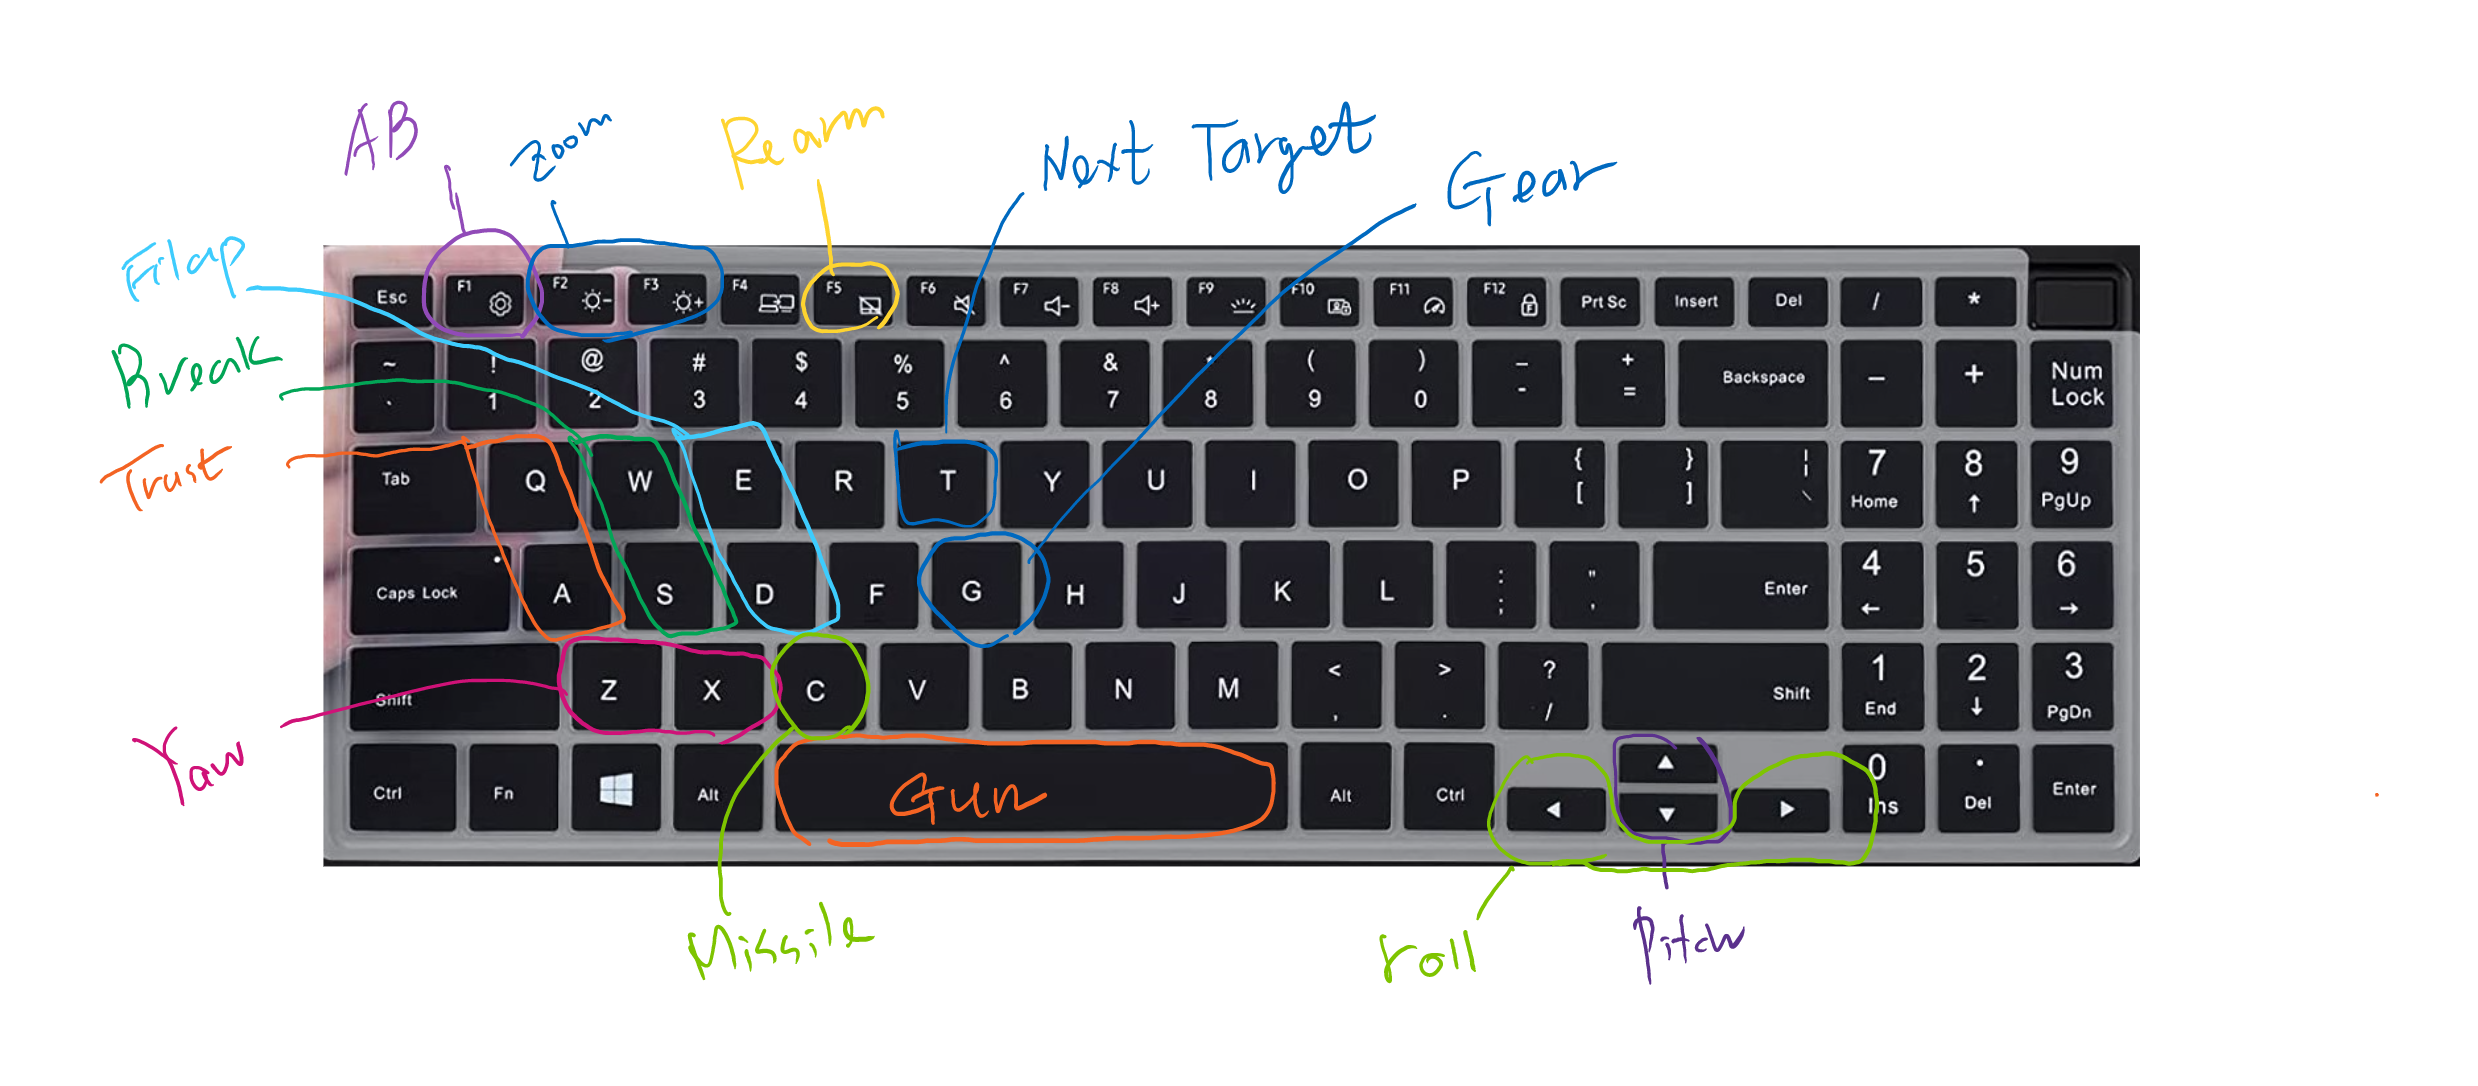 AB
Zoom
Rearm
Next Target
Gear
Filap
Break
Trust
Yaw
Esc F1 F2 F3 F4 F5 F6 F7 F8 F9 F10 F11 F12 Prt Sc Insert Del / *
~ ` ! 1 @ 2 # 3 $ 4 % 5 ^ 6 & 7 * 8 ( 9 ) 0 _ - + = Backspace - + Num Lock
Tab Q W E R T Y U I O P { [ } ] ¦ \ 7 Home 8 ↑ 9 PgUp
Caps Lock A S D F G H J K L : ; " ' Enter 4 ← 5 6 →
Shift Z X C V B N M < , > . ? / Shift 1 End 2 ↓ 3 PgDn
Ctrl Fn Alt Gun Alt Ctrl ◀ ▲ ▼ ▶ 0 Ins . Del Enter
Missile
roll
Pitch